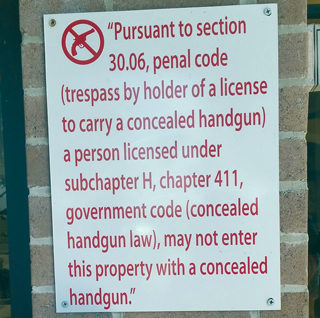 “Pursuant to section
30.06, penal code
(trespass by holder of a license
to carry a concealed handgun)
a person licensed under
subchapter H, chapter 411,
government code (concealed
handgun law), may not enter
this property with a concealed
handgun.”